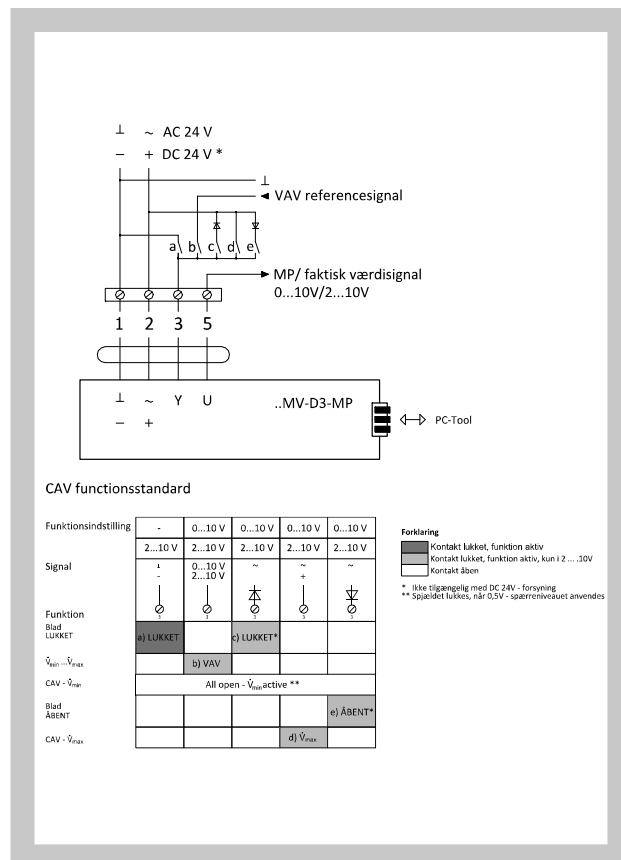 ⊥ ~ AC 24 V
− + DC 24 V *
⊥
VAV referencesignal
a b c d e
MP/ faktisk værdisignal
0...10V/2...10V
1 2 3 5
⊥ ~ Y U ..MV-D3-MP
− +
PC-Tool
CAV functionsstandard
Funktionsindstilling - 0...10 V 0...10 V 0...10 V 0...10 V
2...10 V 2...10 V 2...10 V 2...10 V 2...10 V
Signal ⊥ 0...10 V ~ ~ ~
- 2...10 V +
3 3 3 3 3
Funktion
Blad
LUKKET a) LUKKET c) LUKKET*
V̇min ...V̇max b) VAV
CAV - V̇min All open - V̇min active **
Blad
ÅBENT e) ÅBENT*
CAV - V̇max d) V̇max
Forklaring
Kontakt lukket, funktion aktiv
Kontakt lukket, funktion aktiv, kun i 2 ... .10V
Kontakt åben
* Ikke tilgængelig med DC 24V - forsyning
** Spjældet lukkes, når 0,5V - spærreniveauet anvendes